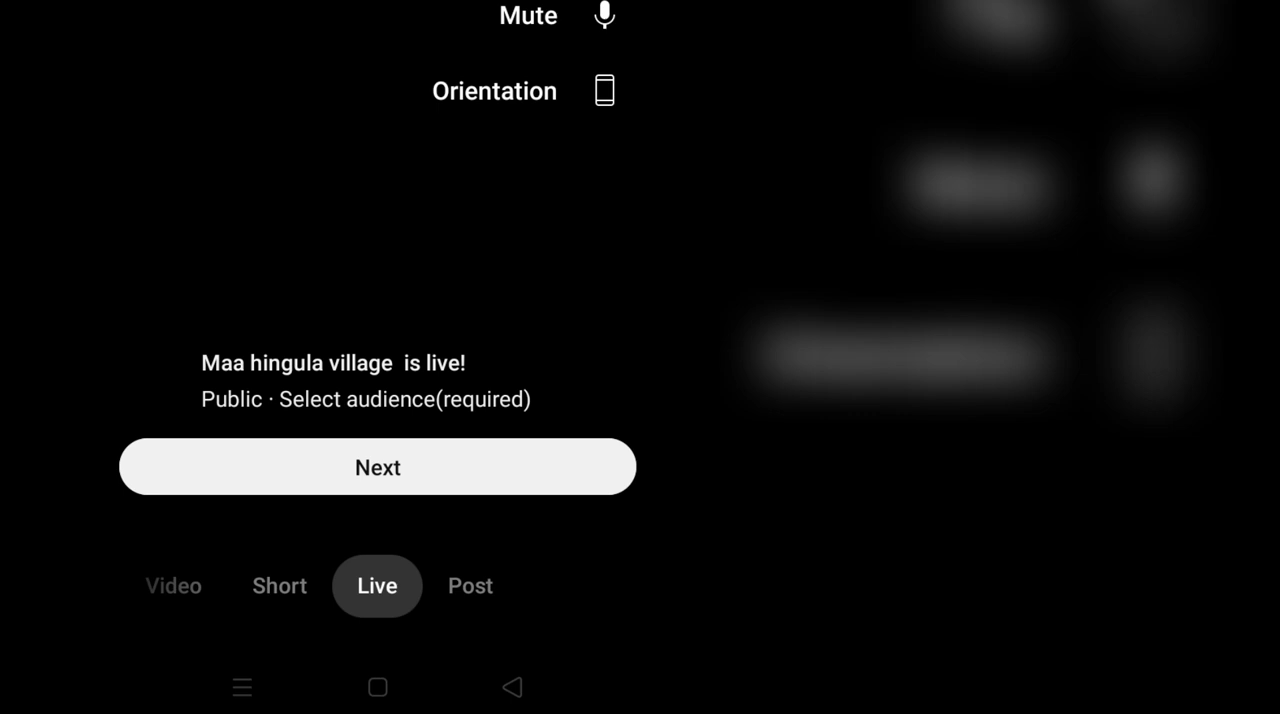 Mute
Orientation
Maa hingula village  is live!
Public · Select audience(required)
Next
Video
Short
Live
Post